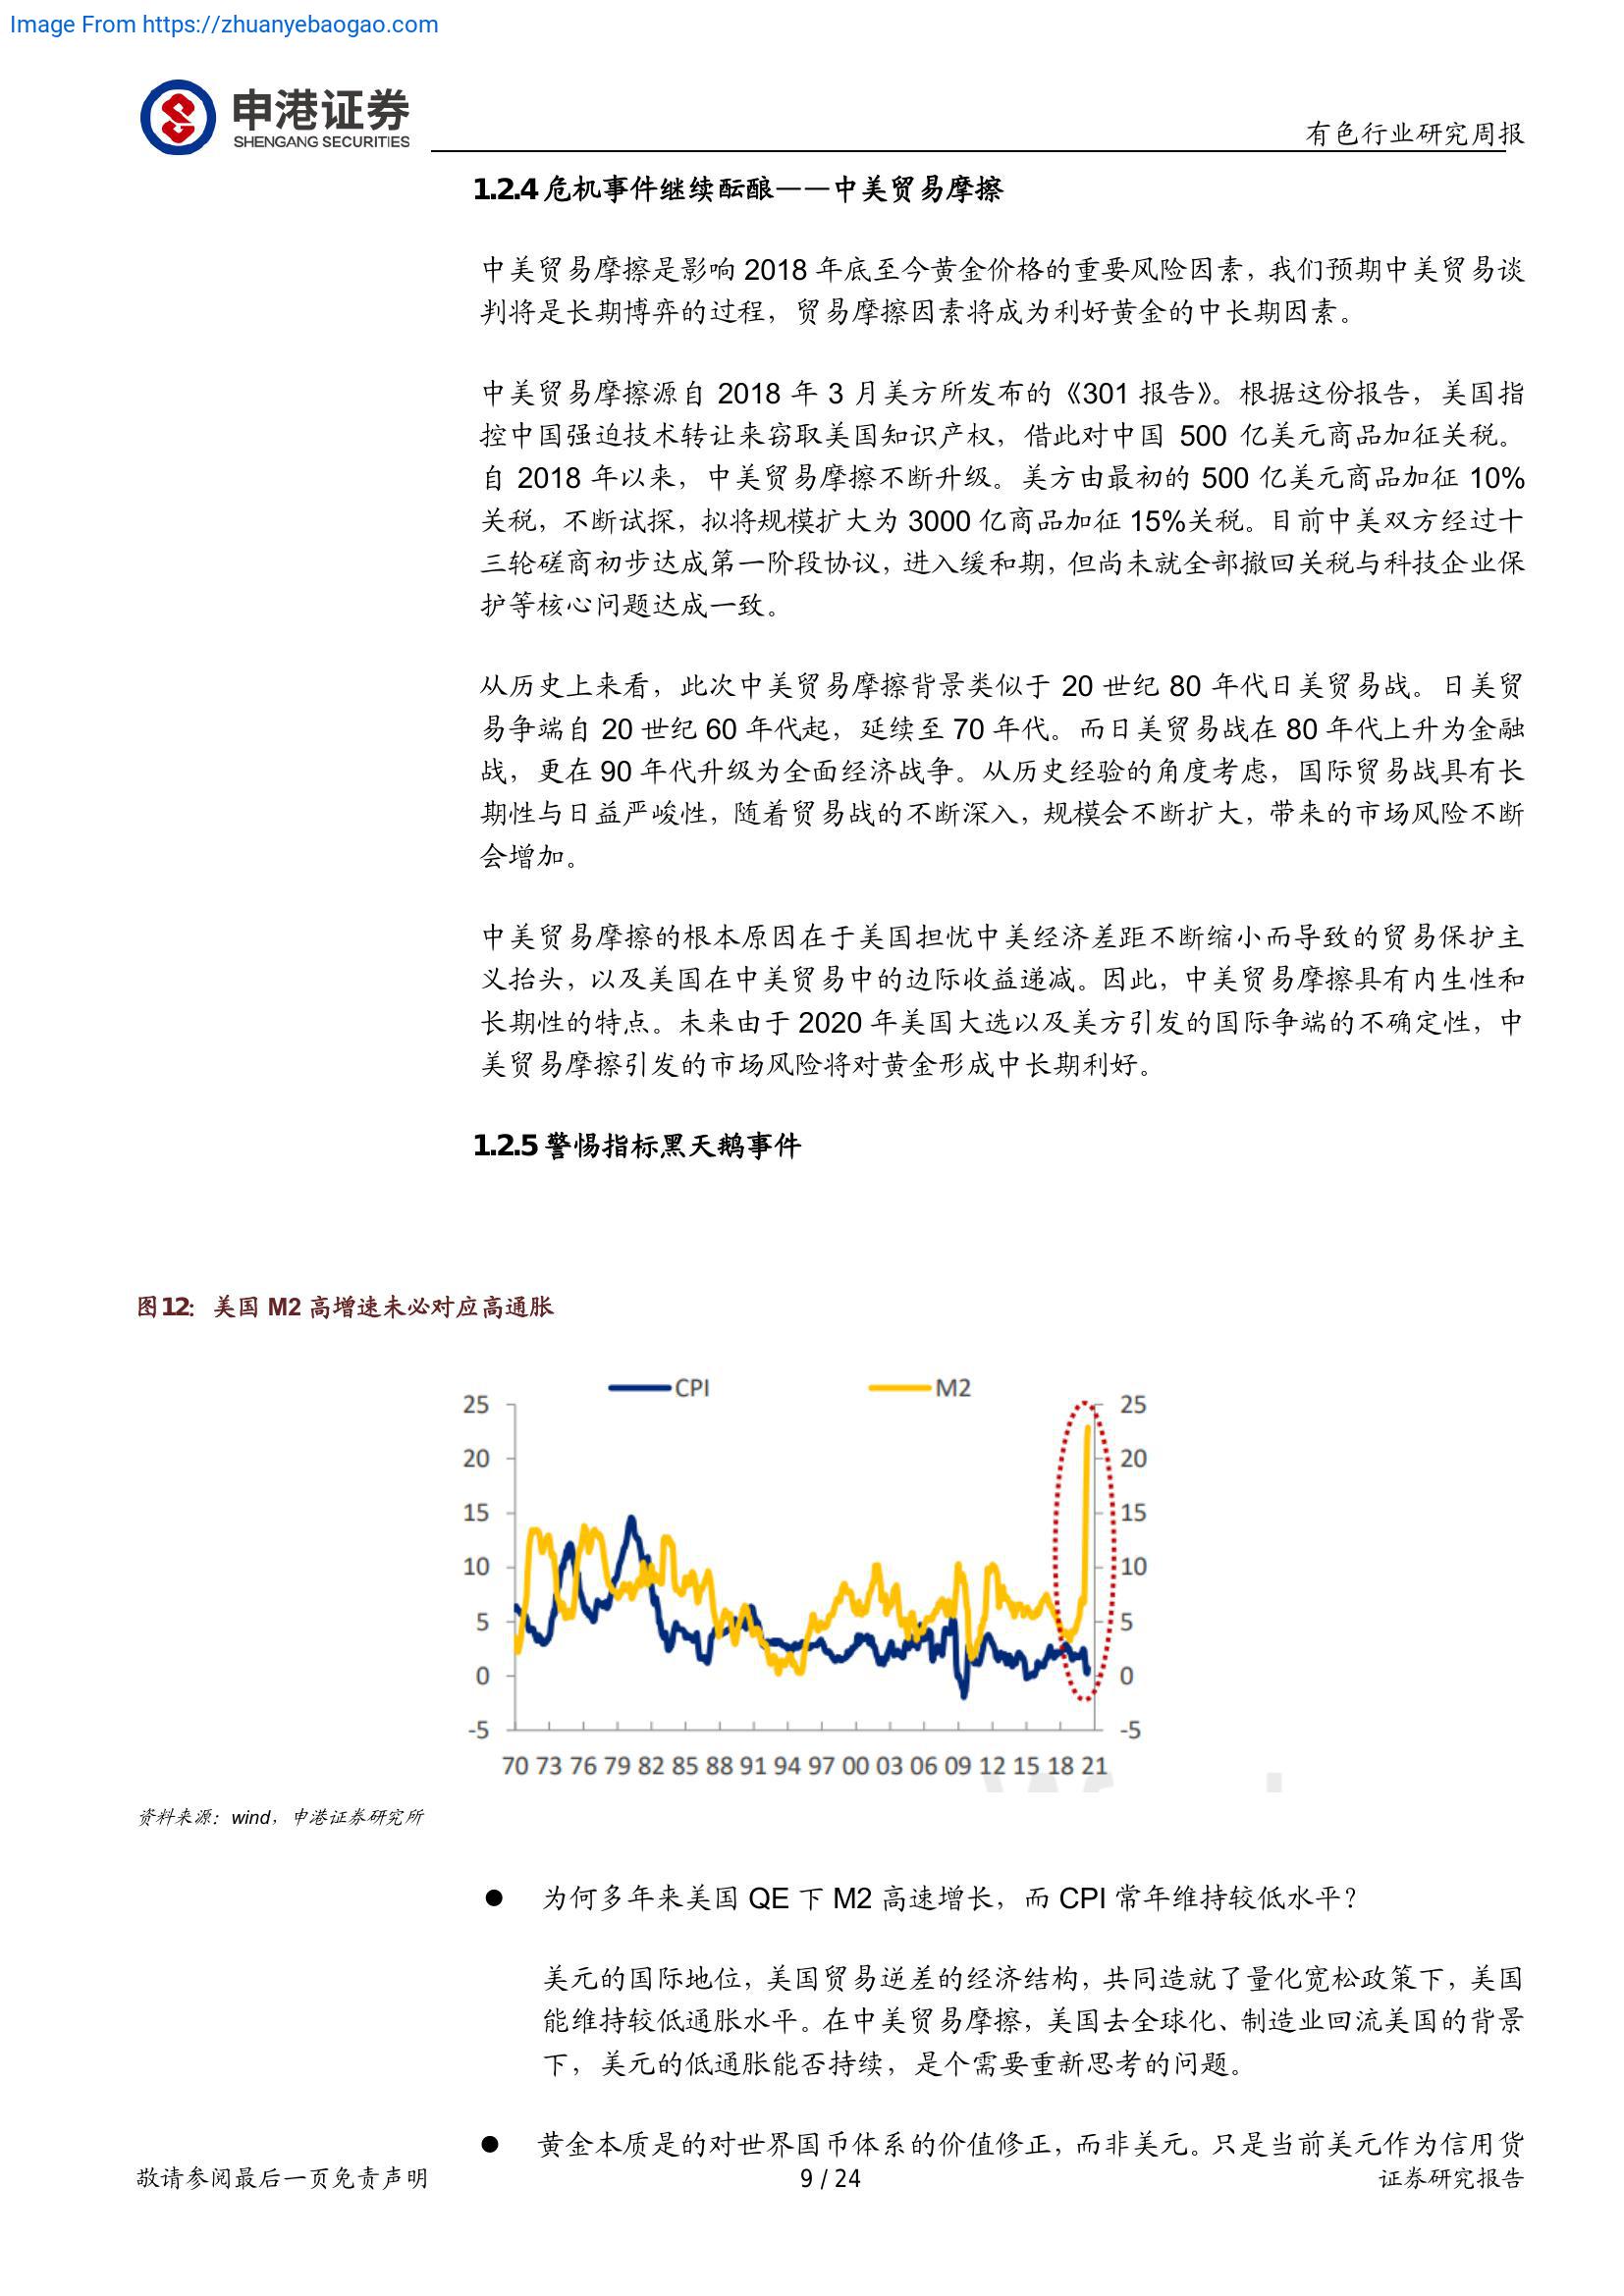 Image From https://zhuanyebaogao.com
申港证券
SHENGANG SECURITIES
有色行业研究周报
1.2.4 危机事件继续酝酿——中美贸易摩擦
中美贸易摩擦是影响 2018 年底至今黄金价格的重要风险因素，我们预期中美贸易谈
判将是长期博弈的过程，贸易摩擦因素将成为利好黄金的中长期因素。
中美贸易摩擦源自 2018 年 3 月美方所发布的《301 报告》。根据这份报告，美国指
控中国强迫技术转让来窃取美国知识产权，借此对中国 500 亿美元商品加征关税。
自 2018 年以来，中美贸易摩擦不断升级。美方由最初的 500 亿美元商品加征 10%
关税，不断试探，拟将规模扩大为 3000 亿商品加征 15%关税。目前中美双方经过十
三轮磋商初步达成第一阶段协议，进入缓和期，但尚未就全部撤回关税与科技企业保
护等核心问题达成一致。
从历史上来看，此次中美贸易摩擦背景类似于 20 世纪 80 年代日美贸易战。日美贸
易争端自 20 世纪 60 年代起，延续至 70 年代。而日美贸易战在 80 年代上升为金融
战，更在 90 年代升级为全面经济战争。从历史经验的角度考虑，国际贸易战具有长
期性与日益严峻性，随着贸易战的不断深入，规模会不断扩大，带来的市场风险不断
会增加。
中美贸易摩擦的根本原因在于美国担忧中美经济差距不断缩小而导致的贸易保护主
义抬头，以及美国在中美贸易中的边际收益递减。因此，中美贸易摩擦具有内生性和
长期性的特点。未来由于 2020 年美国大选以及美方引发的国际争端的不确定性，中
美贸易摩擦引发的市场风险将对黄金形成中长期利好。
1.2.5 警惕指标黑天鹅事件
图12： 美国 M2 高增速未必对应高通胀
CPI M2
25 25
20 20
15 15
10 10
5 5
0 0
-5 -5
70 73 76 79 82 85 88 91 94 97 00 03 06 09 12 15 18 21
资料来源：wind，申港证券研究所
● 为何多年来美国 QE 下 M2 高速增长，而 CPI 常年维持较低水平？
美元的国际地位，美国贸易逆差的经济结构，共同造就了量化宽松政策下，美国
能维持较低通胀水平。在中美贸易摩擦，美国去全球化、制造业回流美国的背景
下，美元的低通胀能否持续，是个需要重新思考的问题。
● 黄金本质是的对世界国币体系的价值修正，而非美元。只是当前美元作为信用货
敬请参阅最后一页免责声明 9 / 24 证券研究报告